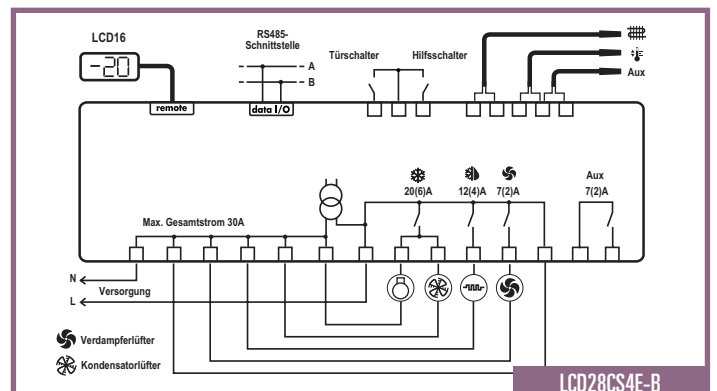 LCD16
-20
RS485-
Schnittstelle
A
B
Türschalter
Hilfsschalter
Aux
remote
data I/O
20(6)A
12(4)A
7(2)A
Aux
7(2)A
Max. Gesamtstrom 30A
N
Versorgung
L
Verdampferlüfter
Kondensatorlüfter
LCD28CS4E-B